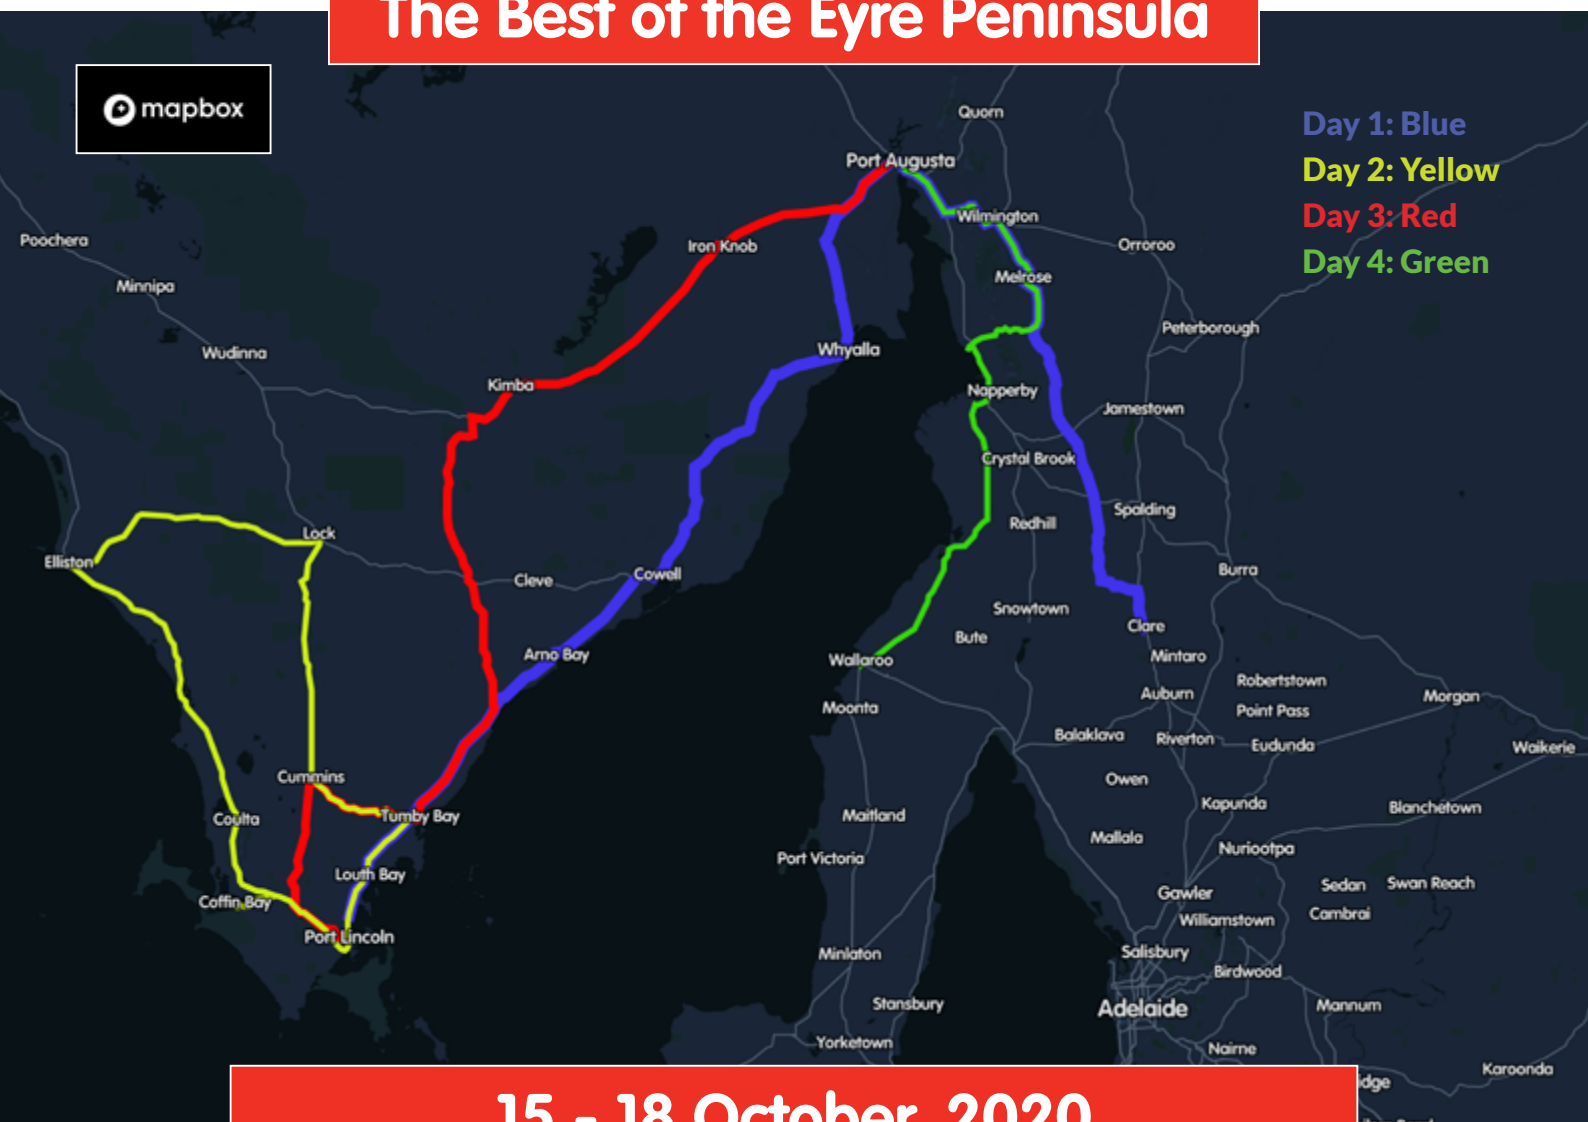 The Best of the Eyre Peninsula
mapbox
Day 1: Blue
Day 2: Yellow
Day 3: Red
Day 4: Green
Quorn
Port Augusta
Wilmington
Poochera
Iron Knob
Orroroo
Melrose
Minnipa
Peterborough
Wudinna
Whyalla
Kimba
Napperby
Jamestown
Crystal Brook
Spalding
Redhill
Lock
Elliston
Burra
Cleve
Cowell
Snowtown
Clare
Bute
Arno Bay
Mintaro
Wallaroo
Robertstown
Auburn
Morgan
Moonta
Point Pass
Balaklava
Riverton
Eudunda
Waikerie
Cummins
Owen
Kapunda
Blanchetown
Coulta
Tumby Bay
Maitland
Mallala
Nuriootpa
Port Victoria
Louth Bay
Sedan
Swan Reach
Gawler
Coffin Bay
Cambrai
Williamstown
Port Lincoln
Salisbury
Minlaton
Birdwood
Stansbury
Adelaide
Mannum
Yorketown
Nairne
Karoonda
idge
15 - 18 October, 2020